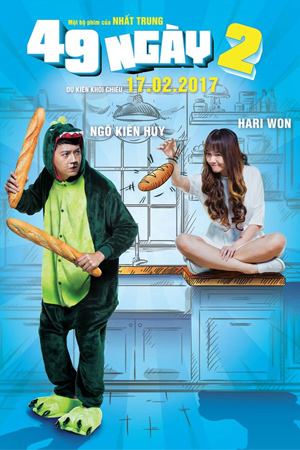 Một bộ phim của NHẤT TRUNG
49 NGÀY 2
DỰ KIẾN KHỞI CHIẾU... 17.02.2017
NGÔ KIẾN HUY
HARI WON